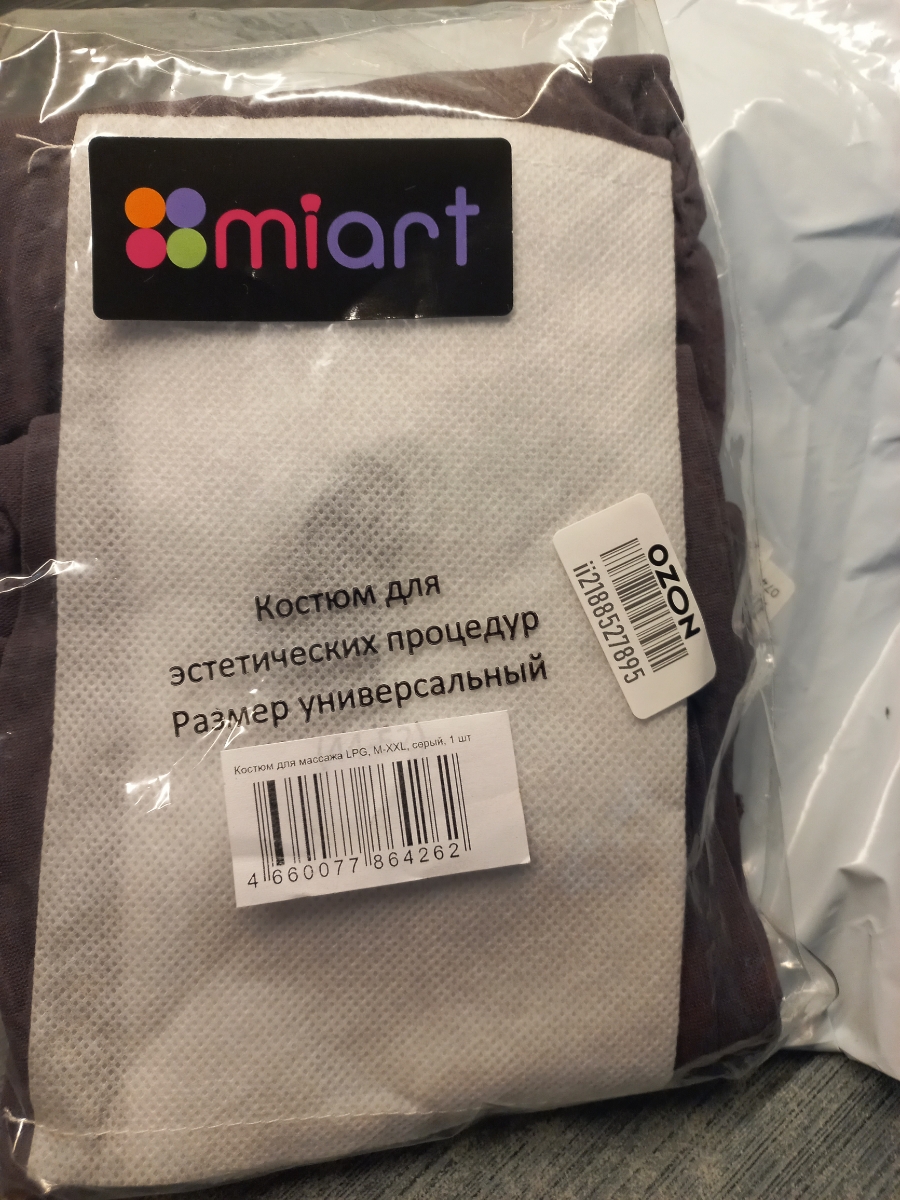 miart
Костюм для
эстетических процедур
Размер универсальный
OZON
ii2188527895
Костюм для массажа LPG, M-XXL, серый, 1 шт
4 660077 864262